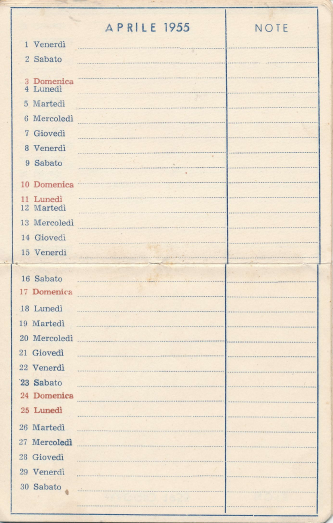 APRILE 1955 NOTE
1 Venerdì
2 Sabato
3 Domenica
4 Lunedì
5 Martedì
6 Mercoledì
7 Giovedì
8 Venerdì
9 Sabato
10 Domenica
11 Lunedì
12 Martedì
13 Mercoledì
14 Giovedì
15 Venerdì
16 Sabato
17 Domenica
18 Lunedì
19 Martedì
20 Mercoledì
21 Giovedì
22 Venerdì
23 Sabato
24 Domenica
25 Lunedì
26 Martedì
27 Mercoledì
28 Giovedì
29 Venerdì
30 Sabato